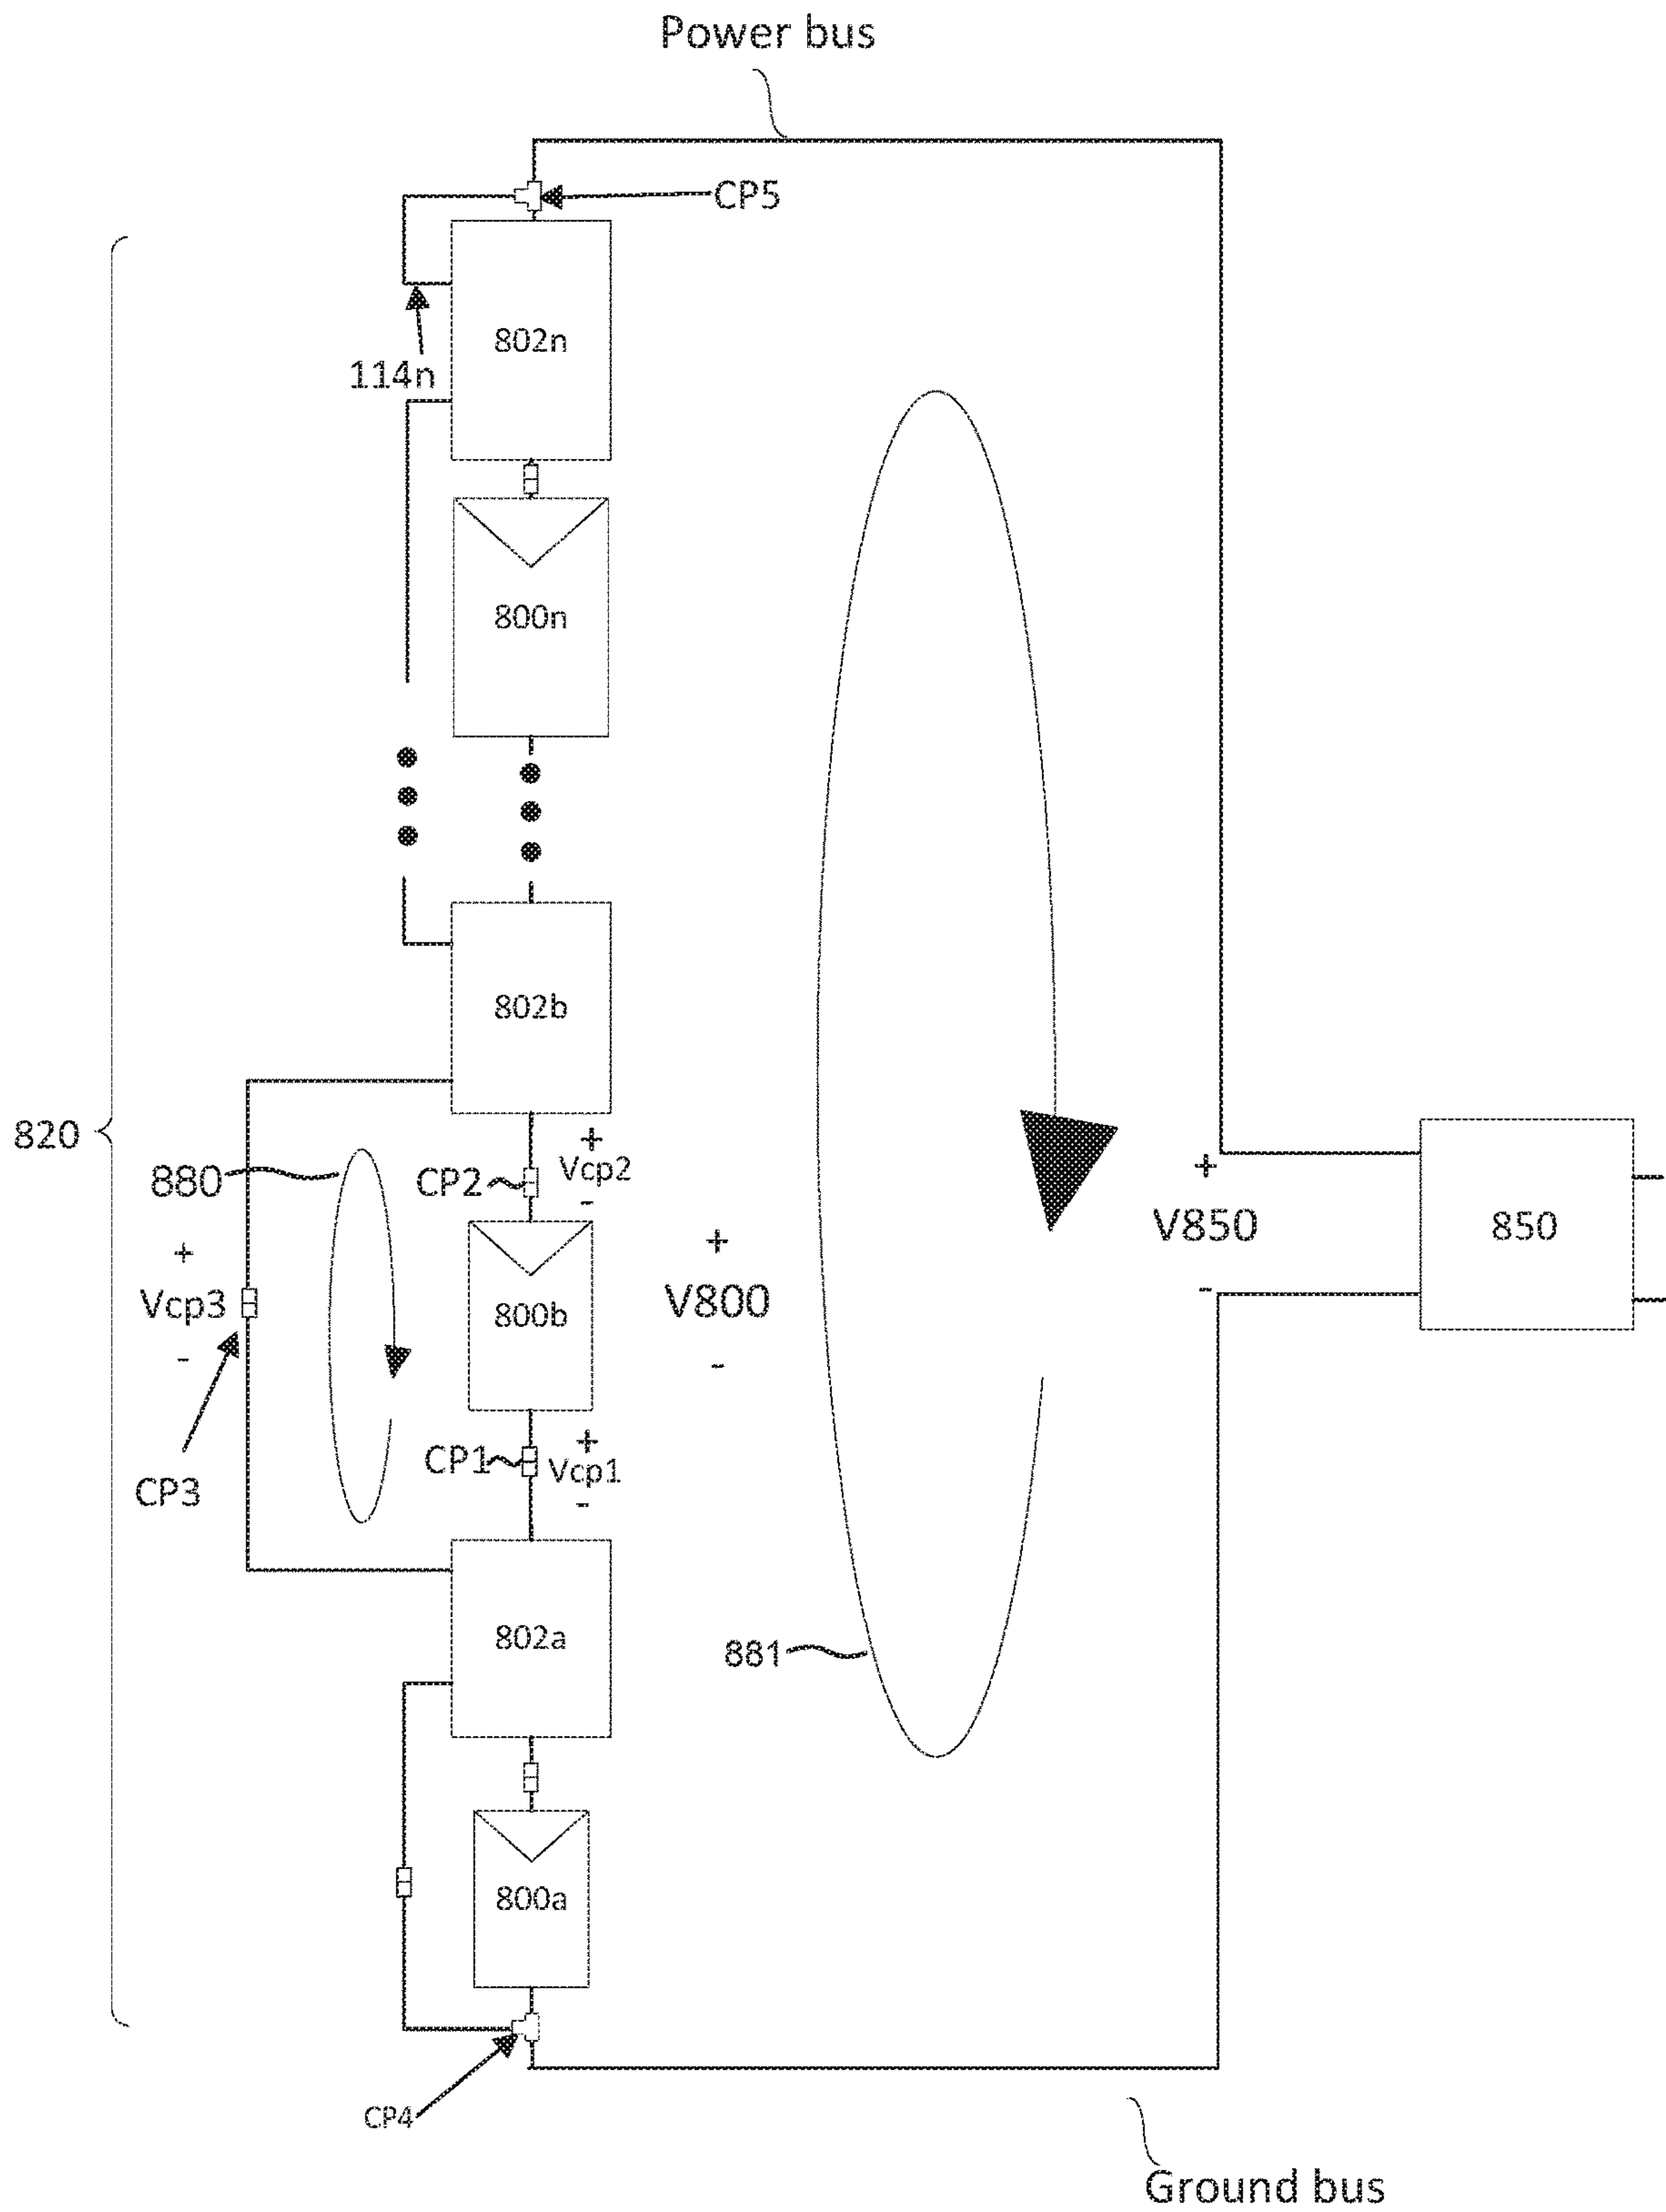 Power bus
CP5
802n
114n
800n
802b
820
+
880
CP2
Vcp2
-
+
+
+
Vcp3
-
800b
V800
-
V850
-
850
+
CP1
Vcp1
-
CP3
802a
881
800a
CP4
Ground bus